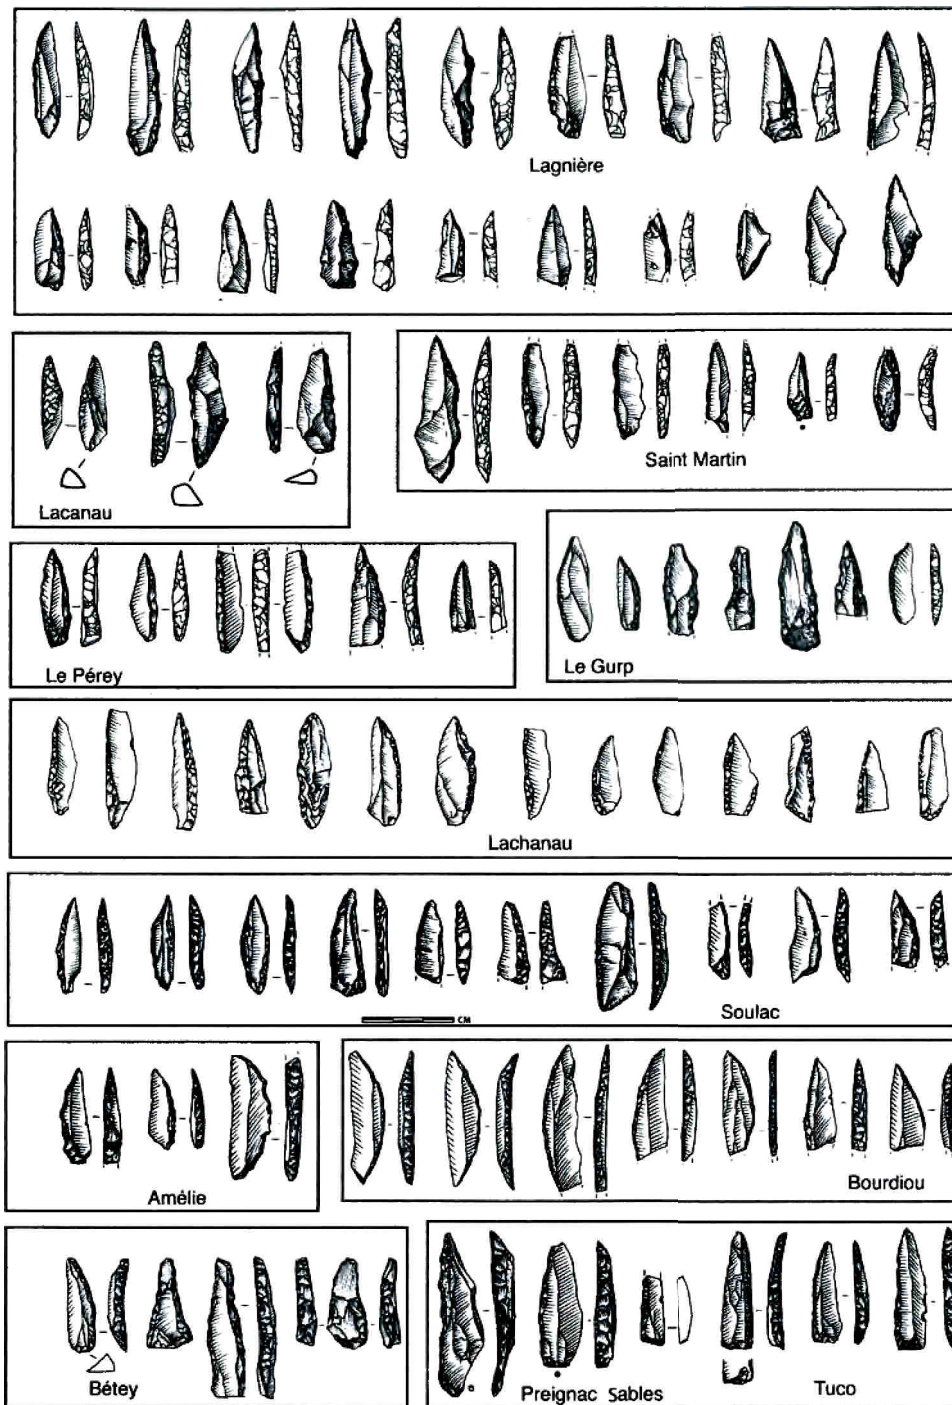 Lagnière
Lacanau
Saint Martin
Le Pérey
Le Gurp
Lachanau
Soulac
CM
Amélie
Bourdiou
Bétey
Preignac Sables
Tuco